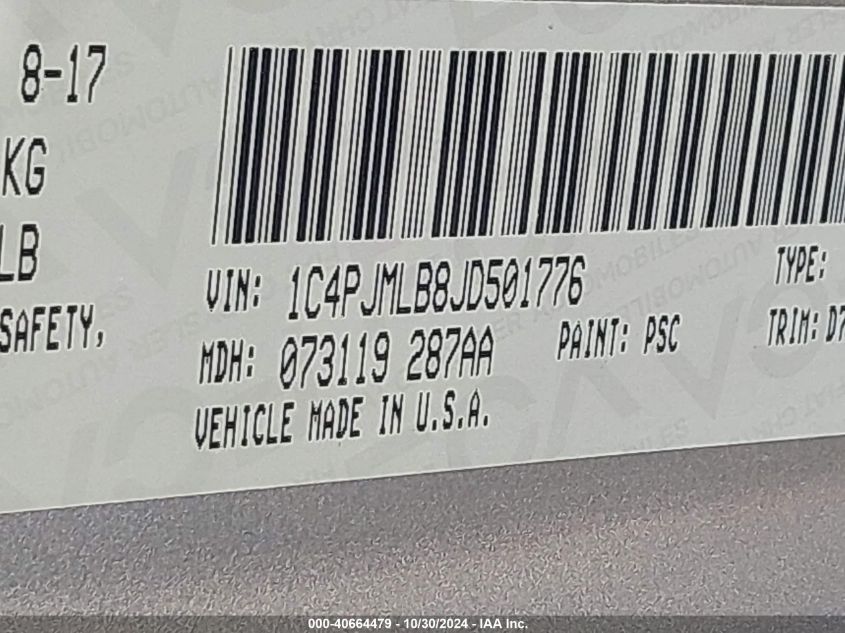 8-17
KG
LB
SAFETY,
VIN: 1C4PJMLB8JD501776
TYPE:
MDH: 073119 287AA
PAINT: PSC
TRIM: D7
VEHICLE MADE IN U.S.A.
000-40664479 - 10/30/2024 - IAA Inc.